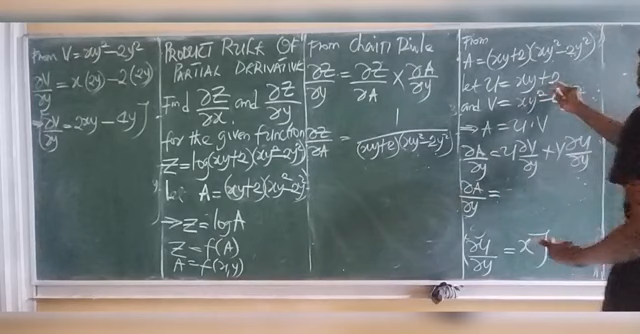 From V = xy² - 2y²
∂V/∂y = x(2y) - 2(2y)
⇒ ∂V/∂y = 2xy - 4y
PRODUCT RULE OF
PARTIAL DERIVATIVE
Find ∂Z/∂x and ∂Z/∂y
for the given function
Z = log(xy+2)(xy²-2y²)
let A = (xy+2)(xy²-2y²)
⇒ Z = log A
Z = f(A)
A = f(x,y)
From Chain Rule
∂Z/∂y = ∂Z/∂A × ∂A/∂y
∂Z/∂A = 1/(xy+2)(xy²-2y²)
From
A = (xy+2)(xy²-2y²)
let U = xy+2
and V = xy²
⇒ A = U·V
∂A/∂y = U ∂V/∂y + V ∂U/∂y
∂A/∂y =
∂U/∂y = x